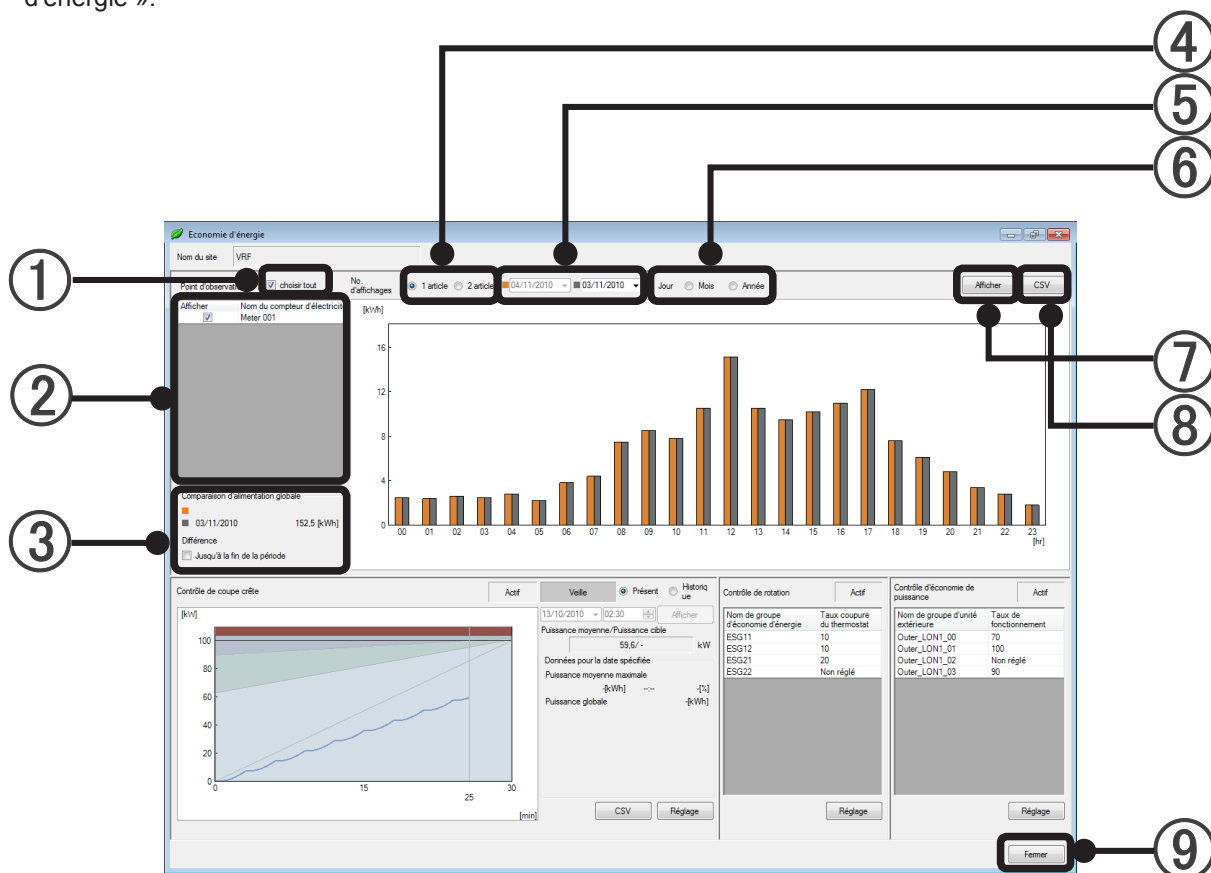 d'énergie ».
④
⑤
⑥
Economie d'énergie
Nom du site VRF
①
Point d'observati choisir tout No. d'affichages 1 article 2 article 04/11/2010 03/11/2010 Jour Mois Année Afficher CSV
Afficher Nom du compteur d'électricité
Meter 001
②
⑦
⑧
[kWh]
16
12
8
4
0
00 01 02 03 04 05 06 07 08 09 10 11 12 13 14 15 16 17 18 19 20 21 22 23
[hr]
③
Comparaison d'alimentation globale
03/11/2010 152,5 [kWh]
Différence
Jusqu'à la fin de la période
Contrôle de coupe crête Actif
[kW]
100
80
60
40
20
0
0 15 25 30
[min]
Veille Présent Historiq
ue
13/10/2010 02:30 Afficher
Puissance moyenne/Puissance cible
59,6/ - kW
Données pour la date spécifiée
Puissance moyenne maximale
-[kWh] --:-- -[%]
Puissance globale -[kWh]
CSV Réglage
Contrôle de rotation Actif
Nom de groupe d'économie d'énergie Taux coupure du thermostat
ESG11 10
ESG12 10
ESG21 20
ESG22 Non réglé
Réglage
Contrôle d'économie de puissance Actif
Nom de groupe d'unité extérieure Taux de fonctionnement
Outer_LON1_00 70
Outer_LON1_01 100
Outer_LON1_02 Non réglé
Outer_LON1_03 90
Réglage
Fermer
⑨